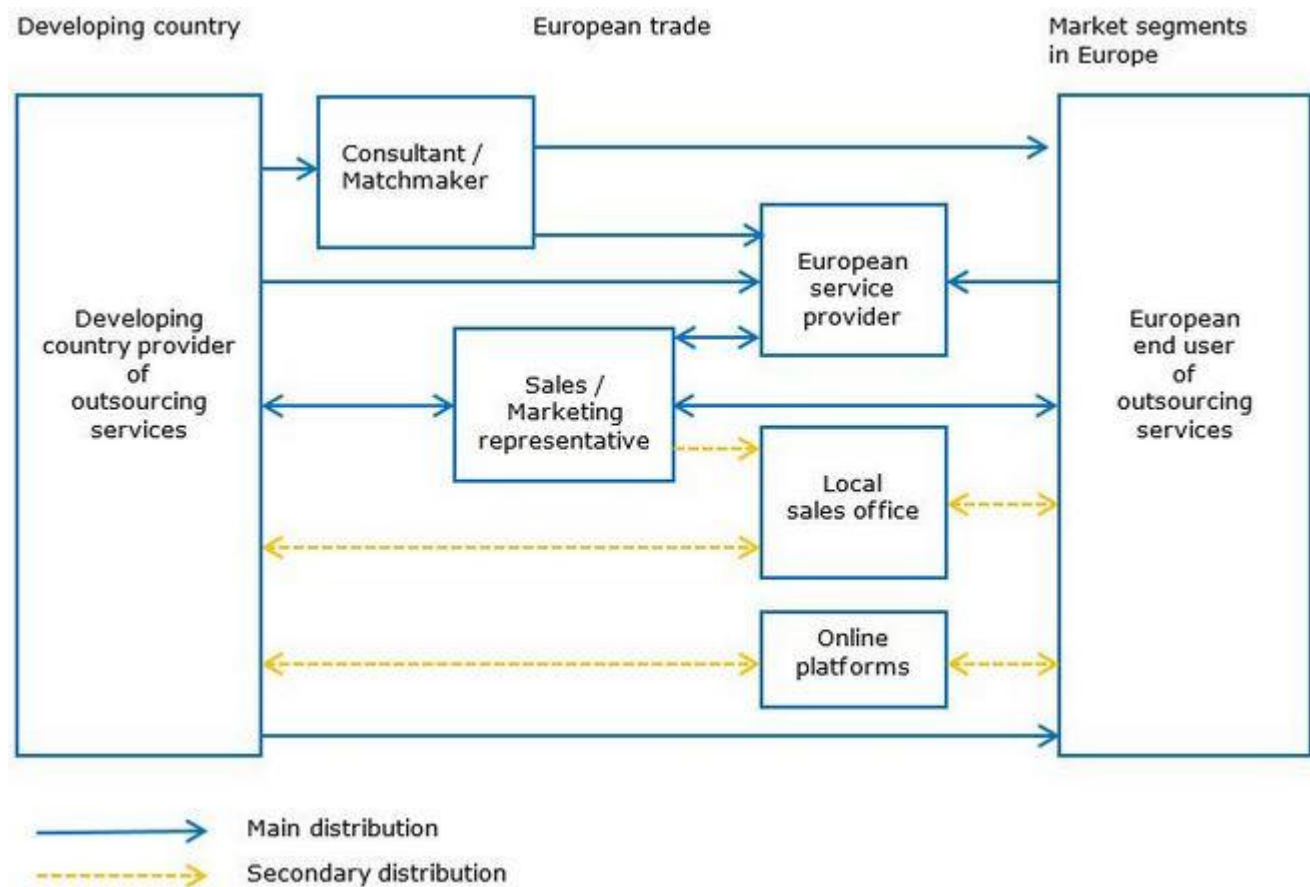 Developing country
European trade
Market segments
in Europe
Consultant /
Matchmaker
European
service
provider
Developing
country provider
of
outsourcing
services
Sales /
Marketing
representative
European
end user
of
outsourcing
services
Local
sales office
Online
platforms
Main distribution
Secondary distribution